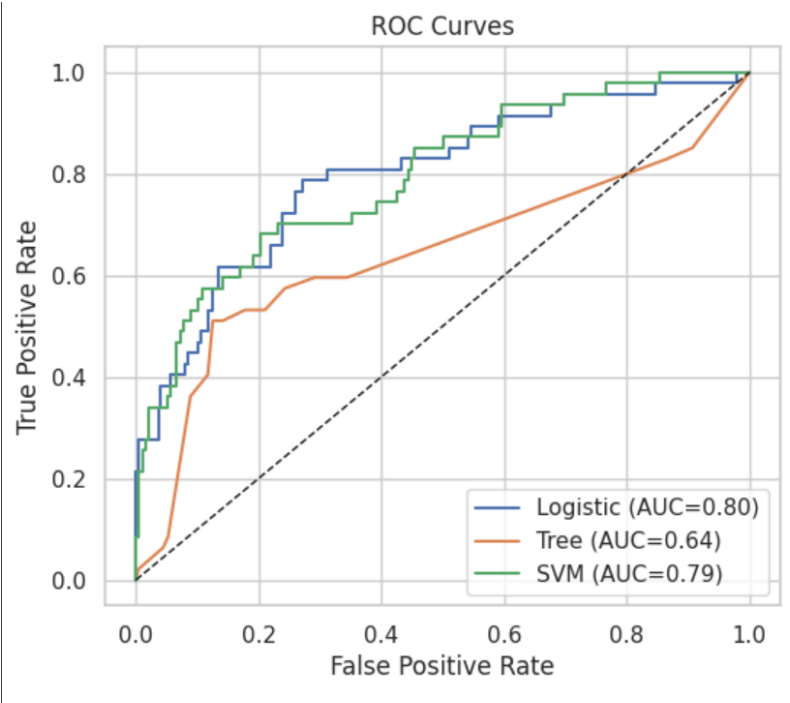 ROC Curves
True Positive Rate
1.0
0.8
0.6
0.4
0.2
0.0
Logistic (AUC=0.80)
Tree (AUC=0.64)
SVM (AUC=0.79)
0.0 0.2 0.4 0.6 0.8 1.0
False Positive Rate